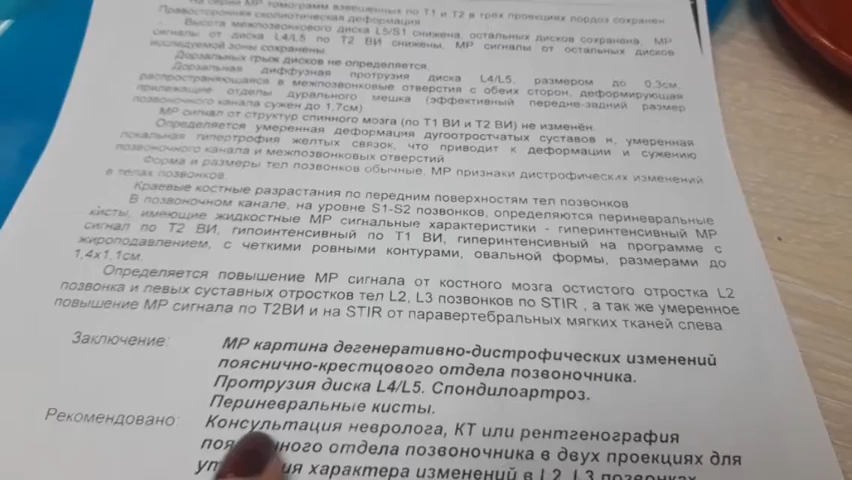 На серии МР томограмм взвешенных по Т1 и Т2 в трёх проекциях лордоз сохранен.
Правосторонняя сколиотическая деформация
Высота межпозвонкового диска L5/S1 снижена, остальных дисков сохранена. МР
сигналы от диска L4/L5 по Т2 ВИ снижены, МР сигналы от остальных дисков
исследуемой зоны сохранены.
Дорзальных грыж дисков не определяется.
Дорзальная диффузная протрузия диска L4/L5, размером до 0,3см,
распространяющаяся в межпозвонковые отверстия с обеих сторон, деформирующая
прилежащие отделы дурального мешка (эффективный передне-задний размер
позвоночного канала сужен до 1,7см)
МР сигнал от структур спинного мозга (по Т1 ВИ и Т2 ВИ) не изменён.
Определяется умеренная деформация дугоотростчатых суставов и, умеренная
локальная гипертрофия желтых связок, что приводит к деформации и сужению
позвоночного канала и межпозвонковых отверстий
Форма и размеры тел позвонков обычные, МР признаки дистрофических изменений
в телах позвонков.
Краевые костные разрастания по передним поверхностям тел позвонков
В позвоночном канале, на уровне S1-S2 позвонков, определяются периневральные
кисты, имеющие жидкостные МР сигнальные характеристики - гиперинтенсивный МР
сигнал по Т2 ВИ, гипоинтенсивный по Т1 ВИ, гиперинтенсивный на программе с
жироподавлением, с четкими ровными контурами, овальной формы, размерами до
1,4х1,1см.
Определяется повышение МР сигнала от костного мозга остистого отростка L2
позвонка и левых суставных отростков тел L2, L3 позвонков по STIR , а так же умеренное
повышение МР сигнала по Т2ВИ и на STIR от паравертебральных мягких тканей слева
Заключение: МР картина дегенеративно-дистрофических изменений
пояснично-крестцового отдела позвоночника.
Протрузия диска L4/L5. Спондилоартроз.
Периневральные кисты.
Рекомендовано: Консультация невролога, КТ или рентгенография
отдела позвоночника в двух проекциях для
характера изменений в L2, L3 позвонках